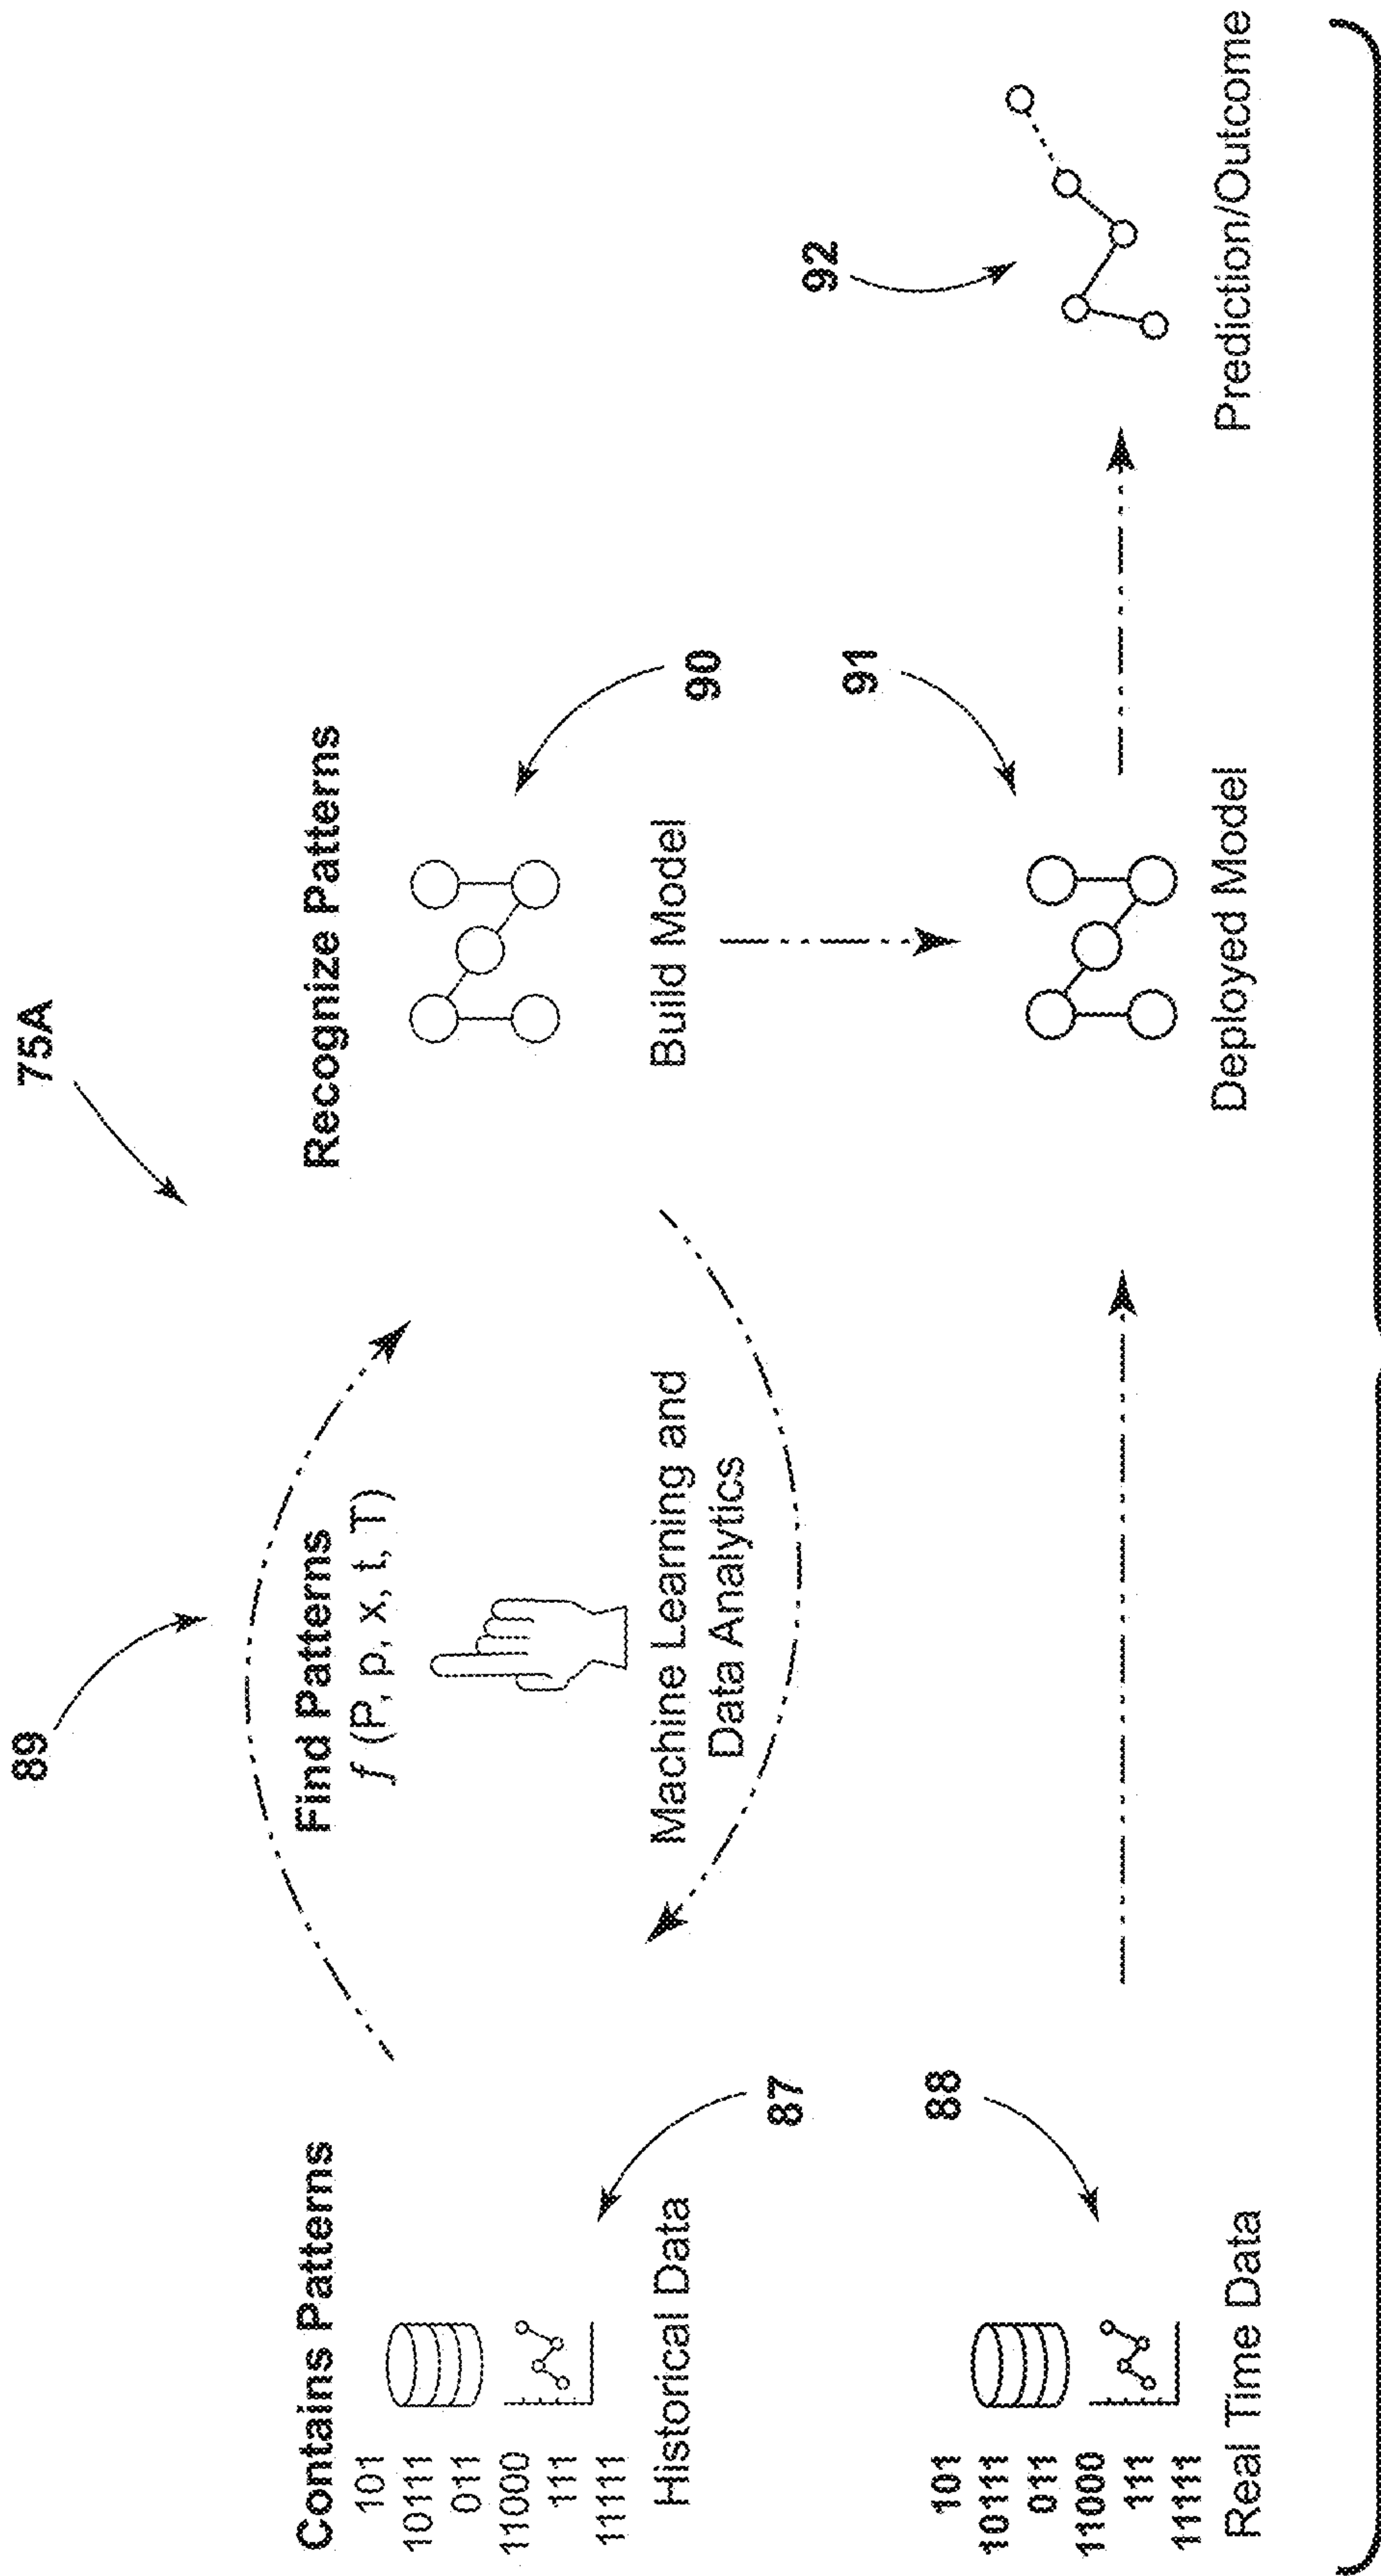 75A
89
Contains Patterns
101
10111
011
11000
111
11111
Historical Data
87
Find Patterns
f (P, p, x, t, T)
Machine Learning and
Data Analytics
Recognize Patterns
Build Model
90
88
101
10111
011
11000
111
11111
Real Time Data
91
Deployed Model
92
Prediction/Outcome